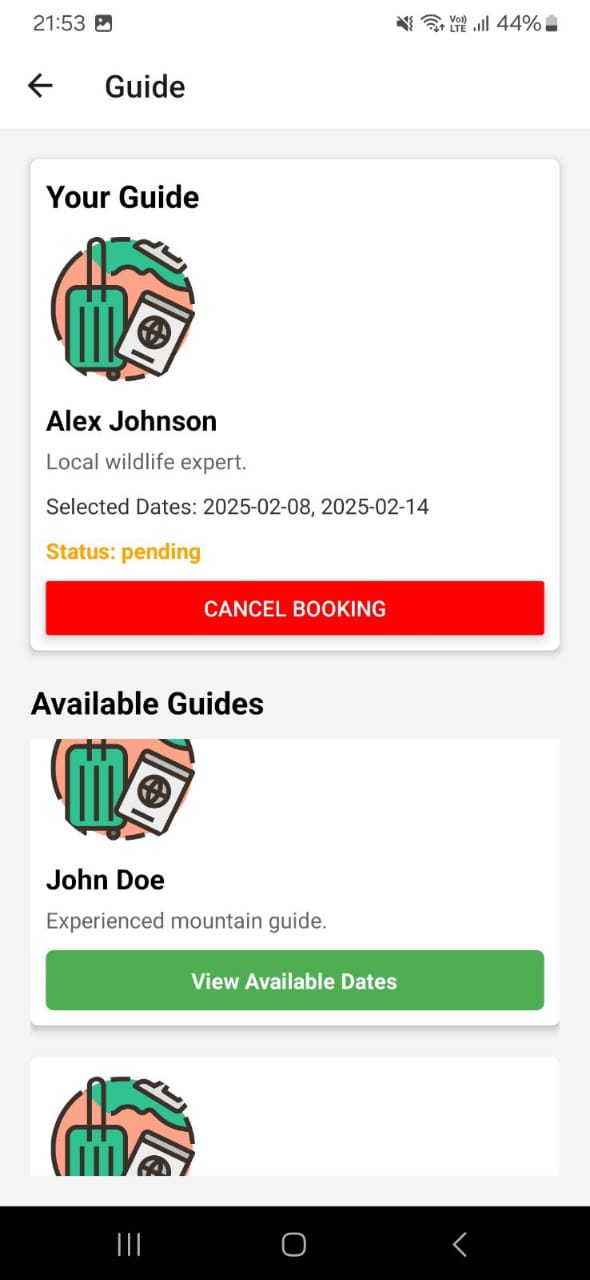 21:53 Vo)) LTE 44%
Guide
Your Guide
Alex Johnson
Local wildlife expert.
Selected Dates: 2025-02-08, 2025-02-14
Status: pending
CANCEL BOOKING
Available Guides
John Doe
Experienced mountain guide.
View Available Dates